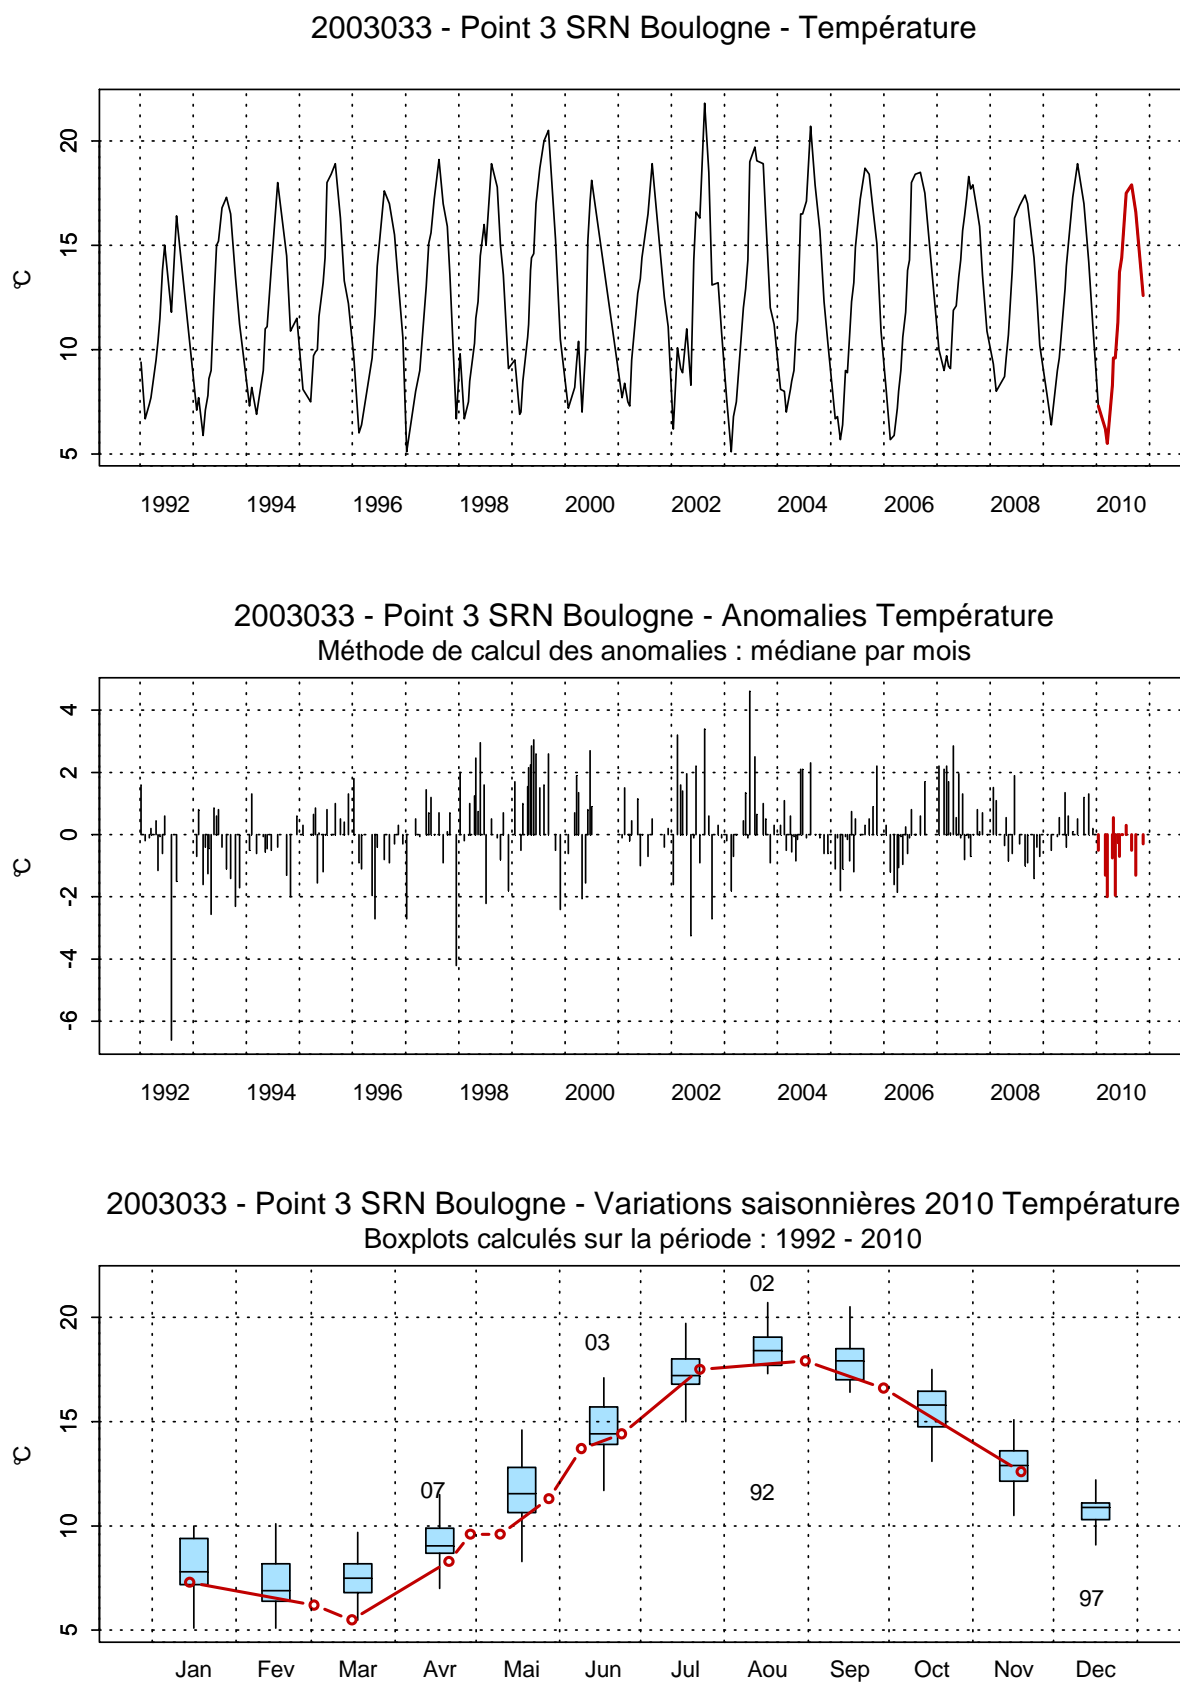 2003033 - Point 3 SRN Boulogne - Température
20
15
10
5
°C
1992 1994 1996 1998 2000 2002 2004 2006 2008 2010
2003033 - Point 3 SRN Boulogne - Anomalies Température
Méthode de calcul des anomalies : médiane par mois
4
2
0
-2
-4
-6
°C
1992 1994 1996 1998 2000 2002 2004 2006 2008 2010
2003033 - Point 3 SRN Boulogne - Variations saisonnières 2010 Température
Boxplots calculés sur la période : 1992 - 2010
02
20
03
15
°C
07
92
10
97
5
Jan Fev Mar Avr Mai Jun Jul Aou Sep Oct Nov Dec